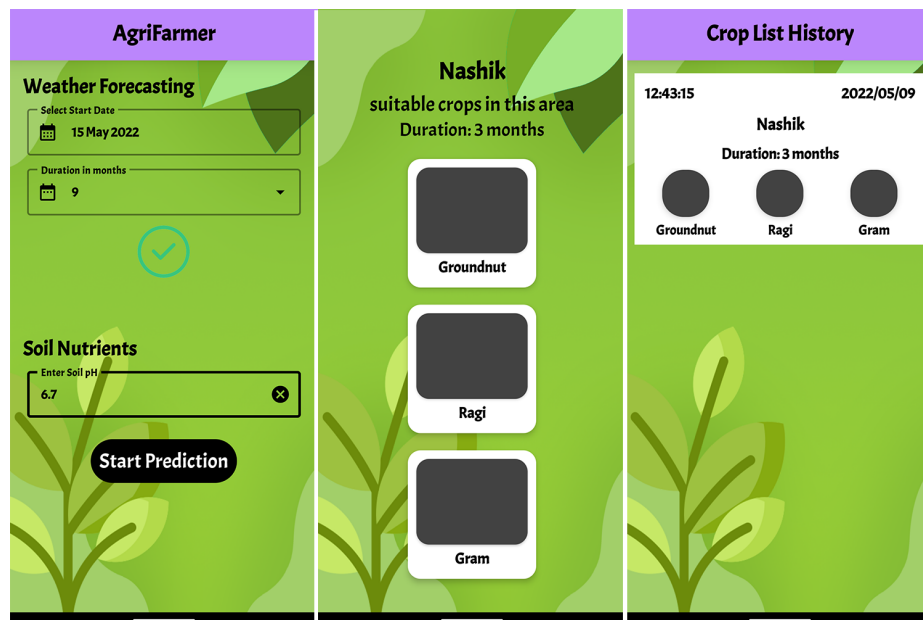 AgriFarmer
Weather Forecasting
Select Start Date
15 May 2022
Duration in months
9
Soil Nutrients
Enter Soil pH
6.7
Start Prediction
Nashik
suitable crops in this area
Duration: 3 months
Groundnut
Ragi
Gram
Crop List History
12:43:15 2022/05/09
Nashik
Duration: 3 months
Groundnut Ragi Gram